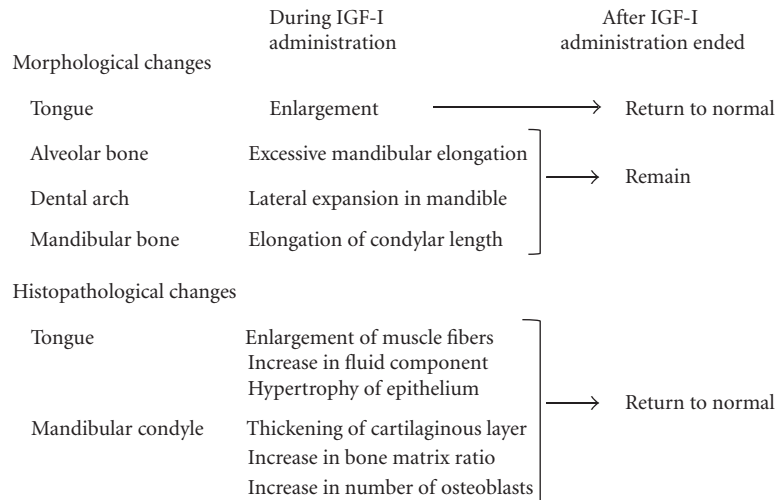 During IGF-I After IGF-I
administration administration ended
Morphological changes
Tongue Enlargement Return to normal
Alveolar bone Excessive mandibular elongation
Remain
Dental arch Lateral expansion in mandible
Mandibular bone Elongation of condylar length
Histopathological changes
Tongue Enlargement of muscle fibers
Increase in fluid component
Hypertrophy of epithelium
Return to normal
Mandibular condyle Thickening of cartilaginous layer
Increase in bone matrix ratio
Increase in number of osteoblasts